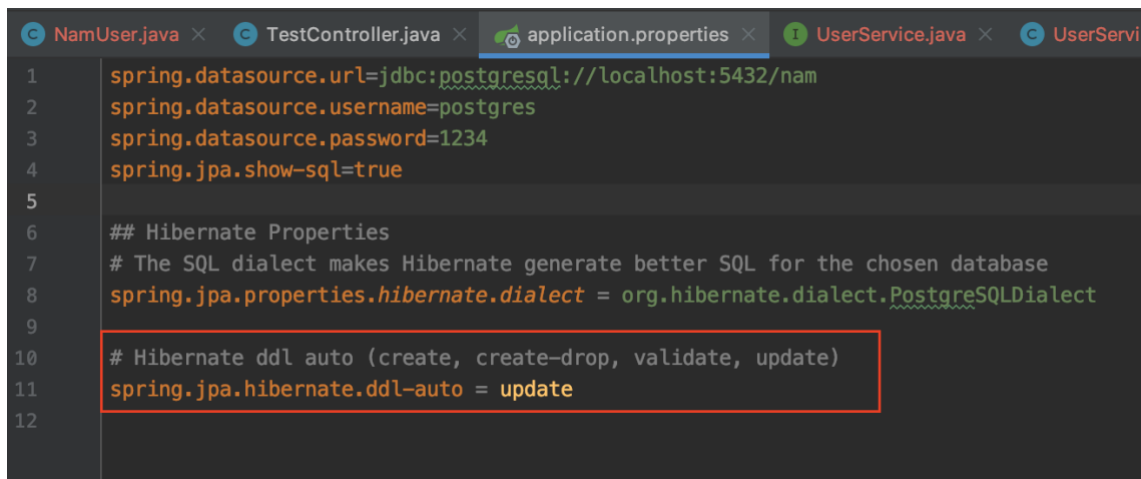 NamUser.java × TestController.java × application.properties × UserService.java × UserServi
1 spring.datasource.url=jdbc:postgresql://localhost:5432/nam
2 spring.datasource.username=postgres
3 spring.datasource.password=1234
4 spring.jpa.show-sql=true
5
6 ## Hibernate Properties
7 # The SQL dialect makes Hibernate generate better SQL for the chosen database
8 spring.jpa.properties.hibernate.dialect = org.hibernate.dialect.PostgreSQLDialect
9
10 # Hibernate ddl auto (create, create-drop, validate, update)
11 spring.jpa.hibernate.ddl-auto = update
12